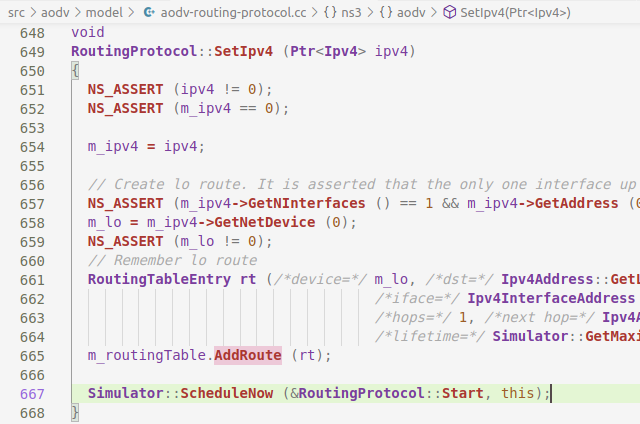 src > aodv > model > aodv-routing-protocol.cc > {} ns3 > {} aodv > SetIpv4(Ptr<Ipv4>)
648 void
649 RoutingProtocol::SetIpv4 (Ptr<Ipv4> ipv4)
650 {
651 NS_ASSERT (ipv4 != 0);
652 NS_ASSERT (m_ipv4 == 0);
653
654 m_ipv4 = ipv4;
655
656 // Create lo route. It is asserted that the only one interface up
657 NS_ASSERT (m_ipv4->GetNInterfaces () == 1 && m_ipv4->GetAddress (0
658 m_lo = m_ipv4->GetNetDevice (0);
659 NS_ASSERT (m_lo != 0);
660 // Remember lo route
661 RoutingTableEntry rt (/*device=*/ m_lo, /*dst=*/ Ipv4Address::GetL
662 /*iface=*/ Ipv4InterfaceAddress
663 /*hops=*/ 1, /*next hop=*/ Ipv4A
664 /*lifetime=*/ Simulator::GetMaxi
665 m_routingTable.AddRoute (rt);
666
667 Simulator::ScheduleNow (&RoutingProtocol::Start, this);
668 }